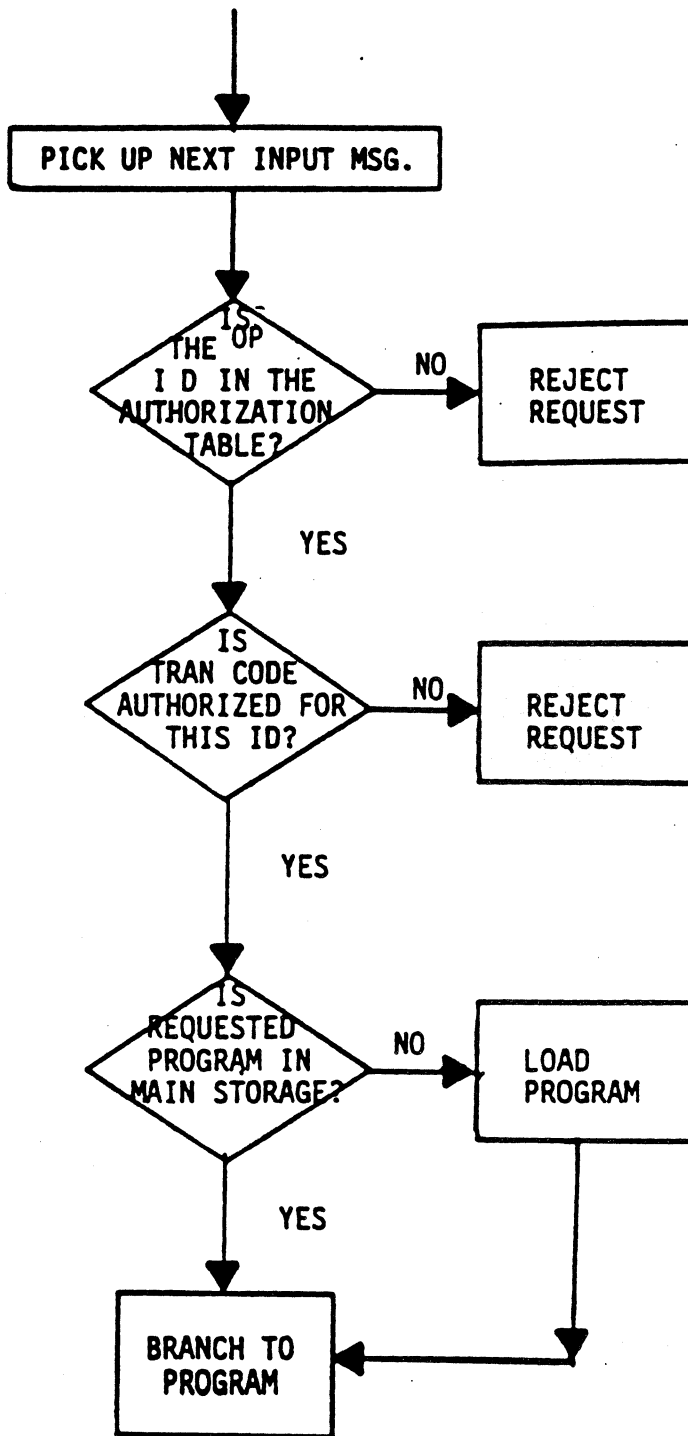 PICK UP NEXT INPUT MSG.
IS
THE OP
I D IN THE
AUTHORIZATION
TABLE?
NO
REJECT
REQUEST
YES
IS
TRAN CODE
AUTHORIZED FOR
THIS ID?
NO
REJECT
REQUEST
YES
IS
REQUESTED
PROGRAM IN
MAIN STORAGE?
NO
LOAD
PROGRAM
YES
BRANCH TO
PROGRAM